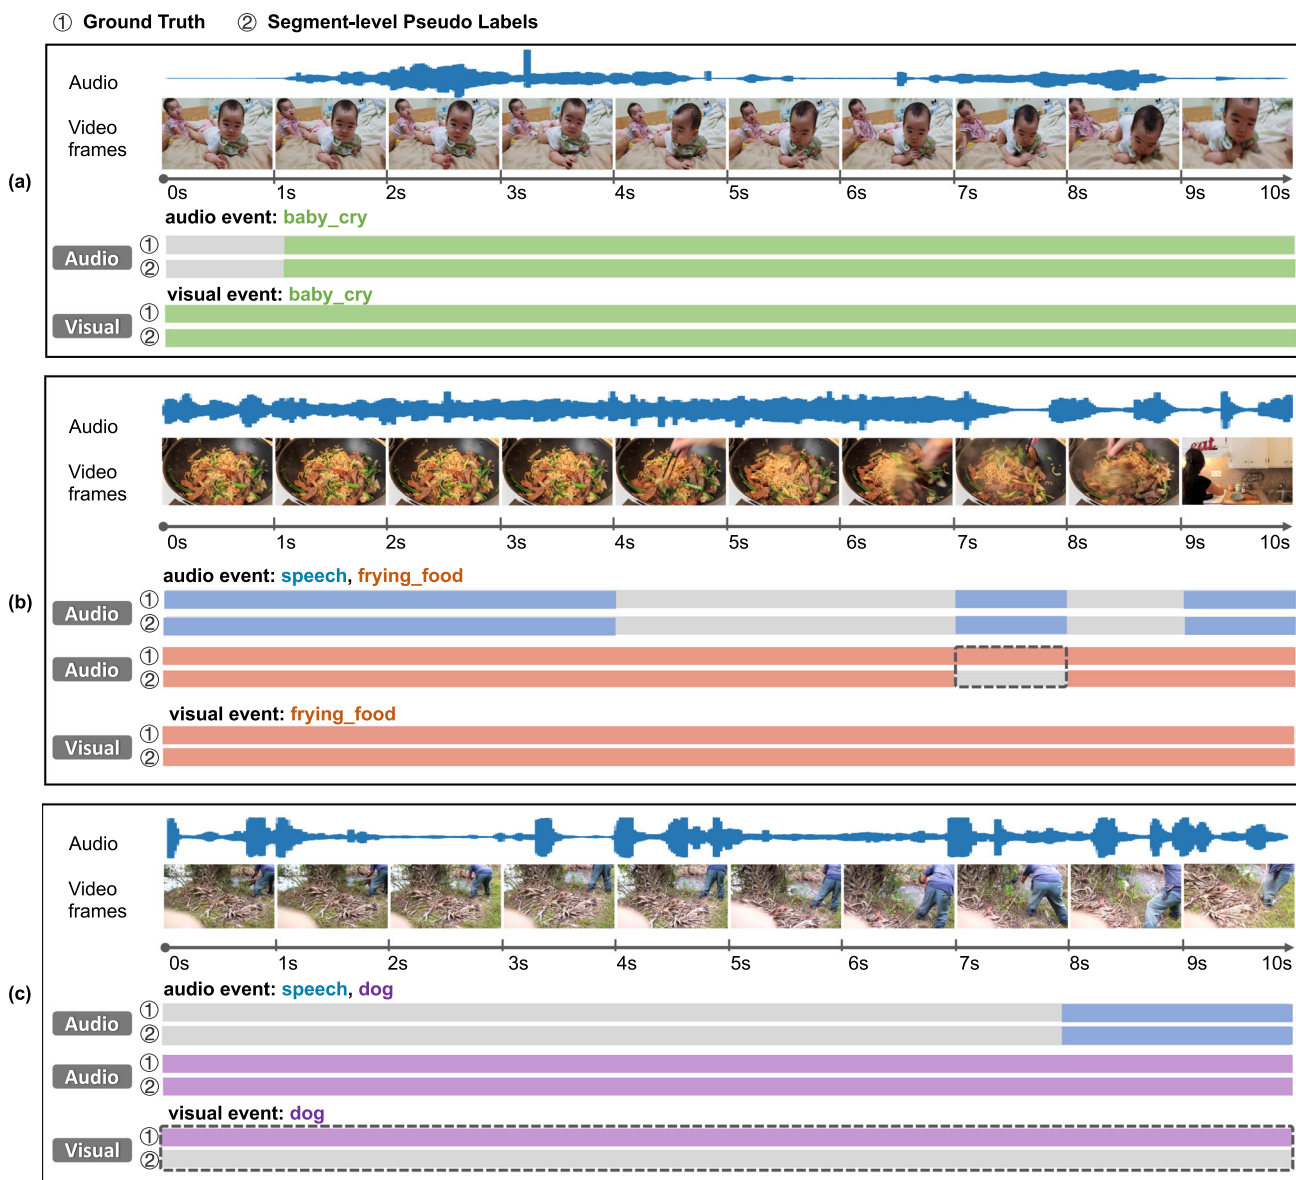 ① Ground Truth ② Segment-level Pseudo Labels
(a)
Audio
Video
frames
0s 1s 2s 3s 4s 5s 6s 7s 8s 9s 10s
audio event: baby_cry
Audio ①
②
visual event: baby_cry
Visual ①
②
(b)
Audio
Video
frames
eat
0s 1s 2s 3s 4s 5s 6s 7s 8s 9s 10s
audio event: speech, frying_food
Audio ①
②
Audio ①
②
visual event: frying_food
Visual ①
②
(c)
Audio
Video
frames
0s 1s 2s 3s 4s 5s 6s 7s 8s 9s 10s
audio event: speech, dog
Audio ①
②
Audio ①
②
visual event: dog
Visual ①
②